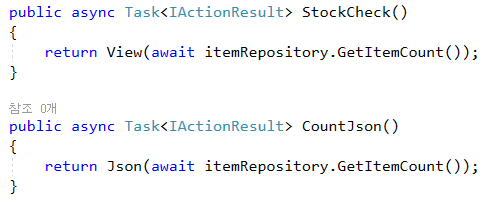 public async Task<IActionResult> StockCheck()
{
    return View(await itemRepository.GetItemCount());
}
참조 0개
public async Task<IActionResult> CountJson()
{
    return Json(await itemRepository.GetItemCount());
}